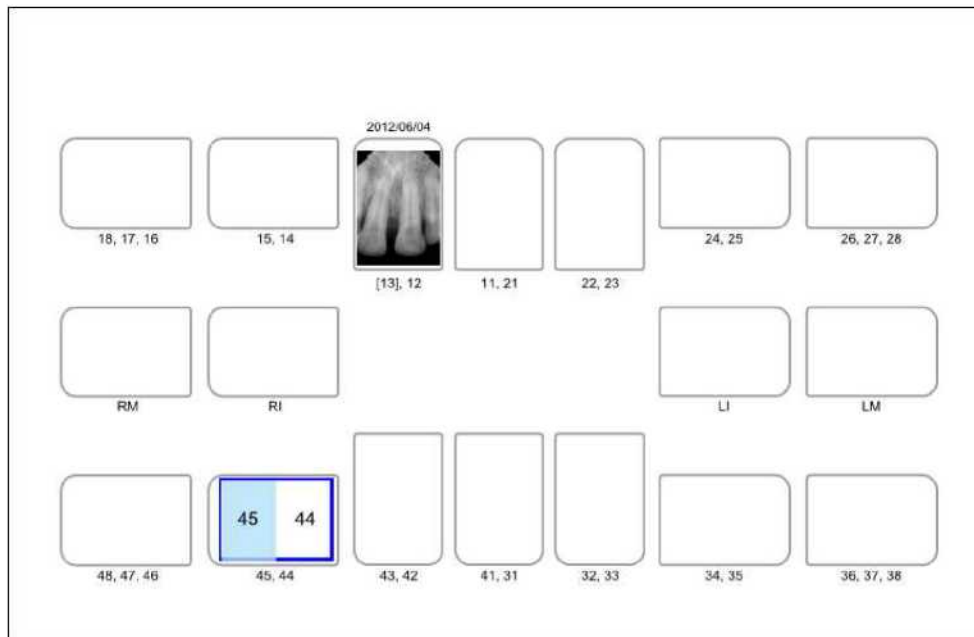 2012/06/04
18, 17, 16
15, 14
[13], 12
11, 21
22, 23
24, 25
26, 27, 28
RM
RI
LI
LM
45
44
48, 47, 46
45, 44
43, 42
41, 31
32, 33
34, 35
36, 37, 38